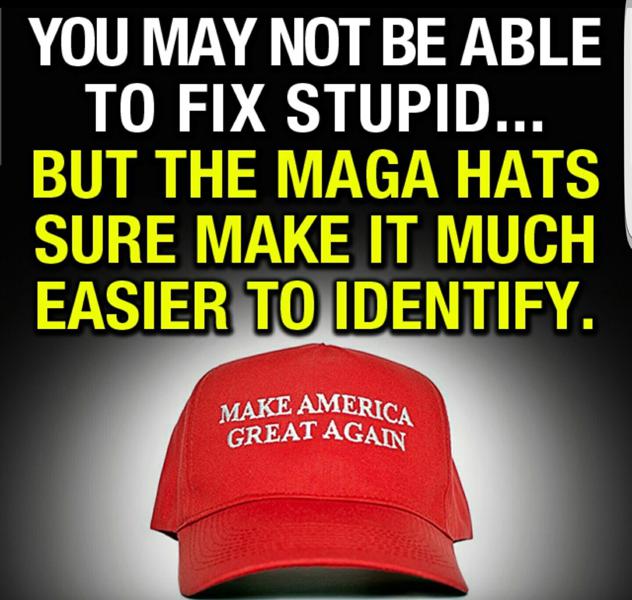 YOU MAY NOT BE ABLE
TO FIX STUPID...
BUT THE MAGA HATS
SURE MAKE IT MUCH
EASIER TO IDENTIFY.
MAKE AMERICA
GREAT AGAIN